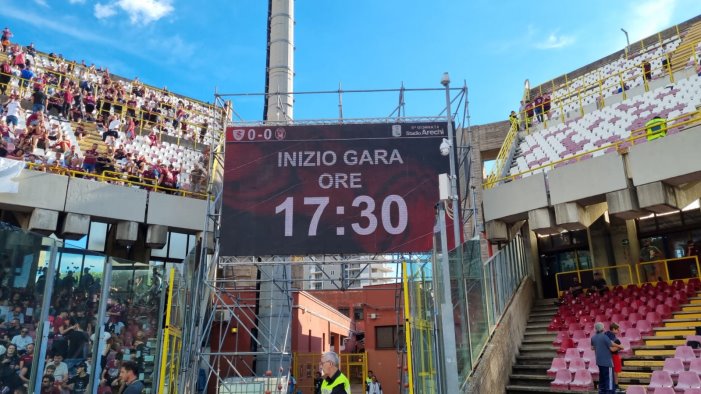 0-0
Stadio Arechi
INIZIO GARA
ORE
17:30